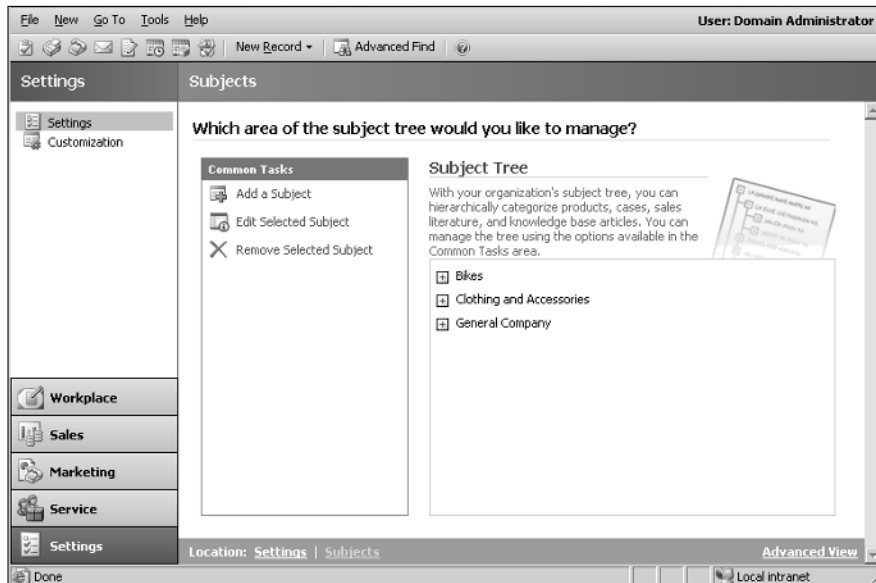 File New Go To Tools Help User: Domain Administrator
New Record Advanced Find
Settings Subjects
Settings
Customization
Which area of the subject tree would you like to manage?
Common Tasks
Add a Subject
Edit Selected Subject
Remove Selected Subject
Subject Tree
With your organization's subject tree, you can
hierarchically categorize products, cases, sales
literature, and knowledge base articles. You can
manage the tree using the options available in the
Common Tasks area.
Bikes
Clothing and Accessories
General Company
Workplace
Sales
Marketing
Service
Settings
Location: Settings | Subjects Advanced View
Done Local intranet